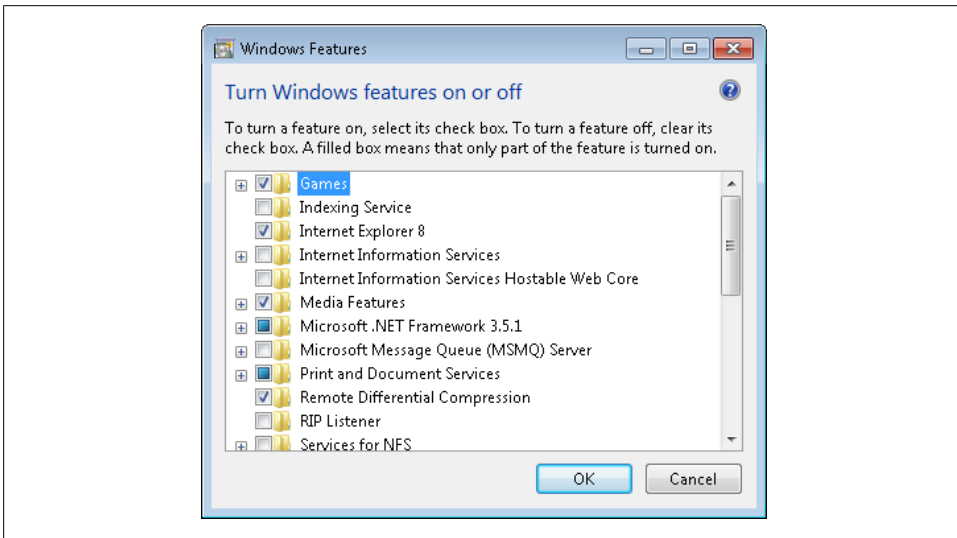 Windows Features
Turn Windows features on or off
To turn a feature on, select its check box. To turn a feature off, clear its
check box. A filled box means that only part of the feature is turned on.
Games
Indexing Service
Internet Explorer 8
Internet Information Services
Internet Information Services Hostable Web Core
Media Features
Microsoft .NET Framework 3.5.1
Microsoft Message Queue (MSMQ) Server
Print and Document Services
Remote Differential Compression
RIP Listener
Services for NFS
OK Cancel